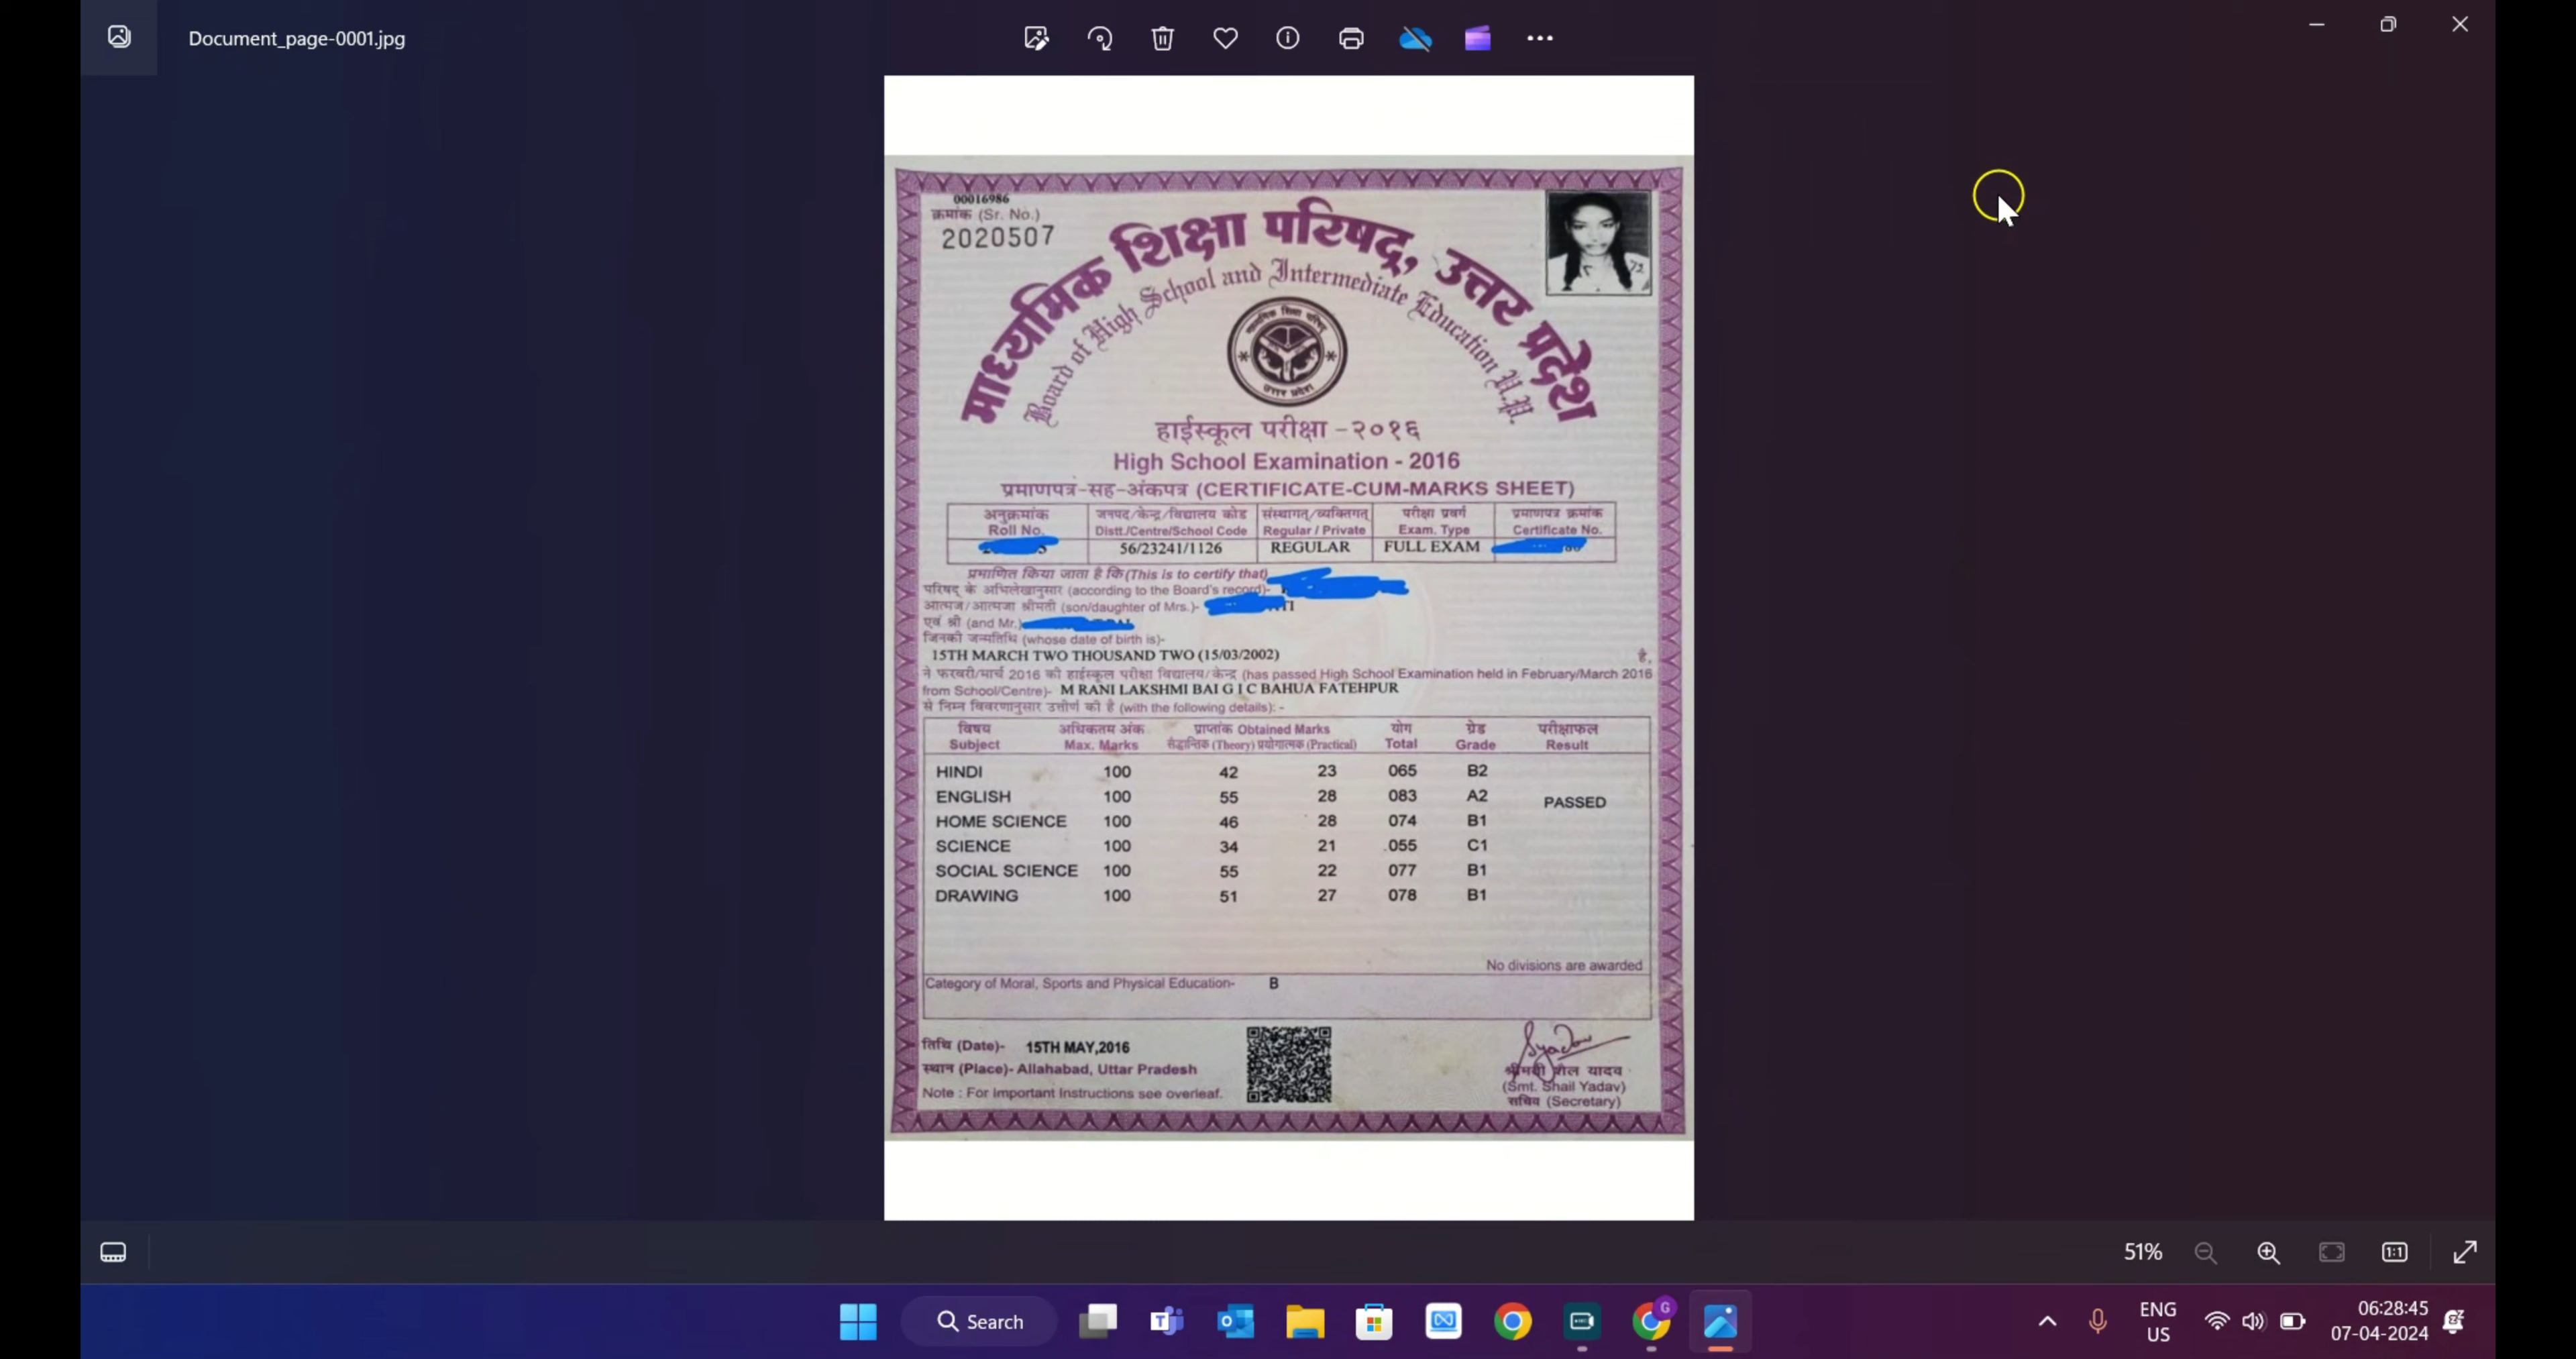 Document_page-0001.jpg
00016986
क्रमांक (Sr. No.)
2020507
माध्यमिक शिक्षा परिषद्, उत्तर प्रदेश
Board of High School and Intermediate Education U.P.
माध्यमिक शिक्षा परिषद्
उत्तर प्रदेश
हाईस्कूल परीक्षा -२०१६
High School Examination - 2016
प्रमाणपत्र-सह-अंकपत्र (CERTIFICATE-CUM-MARKS SHEET)
अनुक्रमांक जनपद/केन्द्र/विद्यालय कोड संस्थागत/व्यक्तिगत परीक्षा प्रवर्ग प्रमाणपत्र क्रमांक
Roll No. Distt./Centre/School Code Regular / Private Exam. Type Certificate No.
56/23241/1126 REGULAR FULL EXAM
प्रमाणित किया जाता है कि (This is to certify that)
परिषद के अभिलेखानुसार (according to the Board's record)-
आत्मज/आत्मजा श्रीमती (son/daughter of Mrs.)-
एवं श्री (and Mr.)
जिनकी जन्मतिथि (whose date of birth is)-
15TH MARCH TWO THOUSAND TWO (15/03/2002) है,
ने फरवरी/मार्च 2016 की हाईस्कूल परीक्षा विद्यालय/केन्द्र (has passed High School Examination held in February/March 2016
from School/Centre)- M RANI LAKSHMI BAI G I C BAHUA FATEHPUR
से निम्न विवरणानुसार उत्तीर्ण की है (with the following details): -
विषय अधिकतम अंक प्राप्तांक Obtained Marks योग ग्रेड परीक्षाफल
Subject Max. Marks सैद्धान्तिक (Theory) प्रयोगात्मक (Practical) Total Grade Result
HINDI 100 42 23 065 B2
ENGLISH 100 55 28 083 A2 PASSED
HOME SCIENCE 100 46 28 074 B1
SCIENCE 100 34 21 055 C1
SOCIAL SCIENCE 100 55 22 077 B1
DRAWING 100 51 27 078 B1
No divisions are awarded
Category of Moral, Sports and Physical Education- B
तिथि (Date)- 15TH MAY,2016
स्थान (Place)- Allahabad, Uttar Pradesh
Note : For Important Instructions see overleaf.
Syadav
श्रीमती शैल यादव
(Smt. Shail Yadav)
सचिव (Secretary)
51%
1:1
Search
ENG
US
06:28:45
07-04-2024